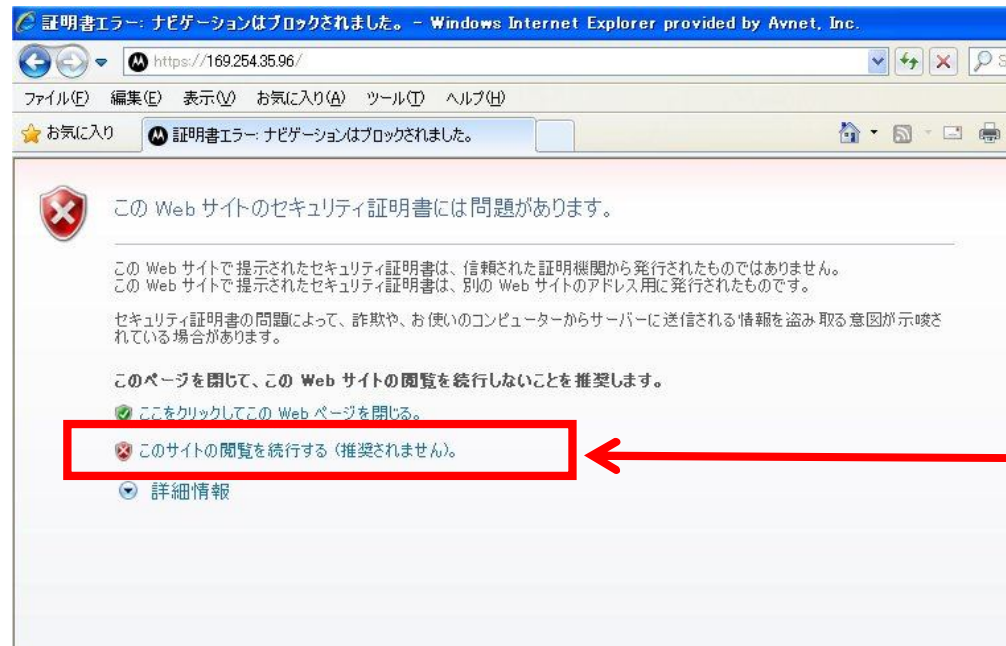 証明書エラー: ナビゲーションはブロックされました。 - Windows Internet Explorer provided by Avnet, Inc.
https://169.254.35.96/
S
ファイル(F) 編集(E) 表示(V) お気に入り(A) ツール(T) ヘルプ(H)
お気に入り 証明書エラー: ナビゲーションはブロックされました。
この Web サイトのセキュリティ証明書には問題があります。
この Web サイトで提示されたセキュリティ証明書は、信頼された証明機関から発行されたものではありません。
この Web サイトで提示されたセキュリティ証明書は、別の Web サイトのアドレス用に発行されたものです。
セキュリティ証明書の問題によって、詐欺や、お使いのコンピューターからサーバーに送信される情報を盗み取る意図が示唆さ
れている場合があります。
このページを閉じて、この Web サイトの閲覧を続行しないことを推奨します。
ここをクリックしてこの Web ページを閉じる。
このサイトの閲覧を続行する (推奨されません)。
詳細情報